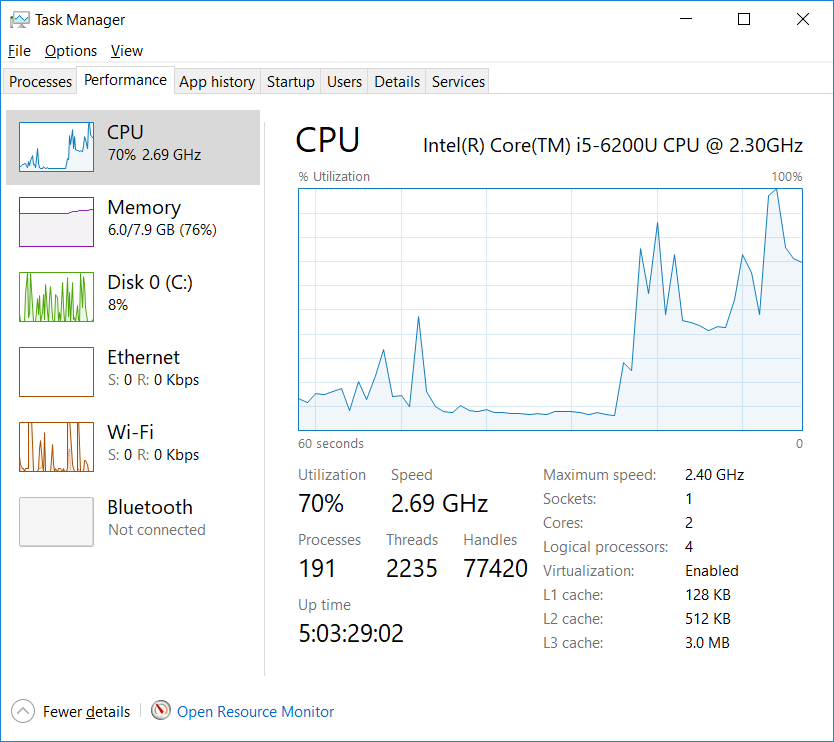 Task Manager
File Options View
Processes Performance App history Startup Users Details Services
CPU
70% 2.69 GHz
Memory
6.0/7.9 GB (76%)
Disk 0 (C:)
8%
Ethernet
S: 0 R: 0 Kbps
Wi-Fi
S: 0 R: 0 Kbps
Bluetooth
Not connected
CPU Intel(R) Core(TM) i5-6200U CPU @ 2.30GHz
% Utilization 100%
60 seconds 0
Utilization Speed
70% 2.69 GHz
Processes Threads Handles
191 2235 77420
Up time
5:03:29:02
Maximum speed: 2.40 GHz
Sockets: 1
Cores: 2
Logical processors: 4
Virtualization: Enabled
L1 cache: 128 KB
L2 cache: 512 KB
L3 cache: 3.0 MB
Fewer details Open Resource Monitor